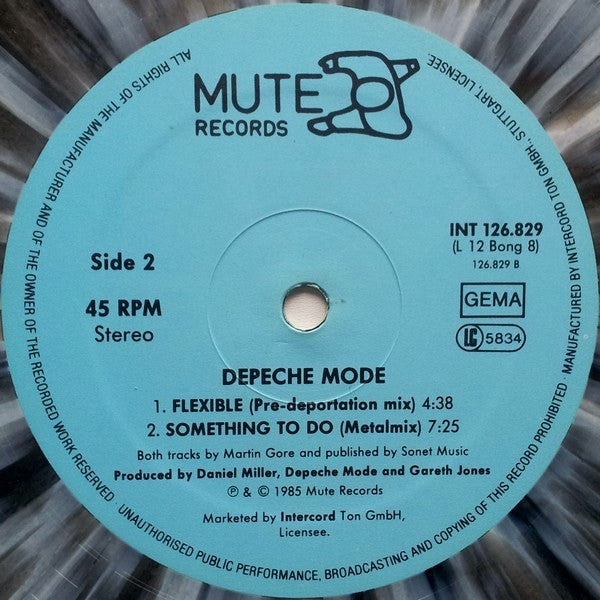 MUTE
RECORDS
INT 126.829
(L 12 Bong 8)
126.829 B
Side 2
45 RPM
Stereo
GEMA
LC 5834
DEPECHE MODE
1. FLEXIBLE (Pre-deportation mix) 4:38
2. SOMETHING TO DO (Metalmix) 7:25
Both tracks by Martin Gore and published by Sonet Music
Produced by Daniel Miller, Depeche Mode and Gareth Jones
℗ & © 1985 Mute Records
Marketed by Intercord Ton GmbH,
Licensee.
ALL RIGHTS OF THE MANUFACTURER AND OF THE OWNER OF THE RECORDED WORK RESERVED . UNAUTHORISED PUBLIC PERFORMANCE, BROADCASTING AND COPYING OF THIS RECORD PROHIBITED . MANUFACTURED BY INTERCORD TON GMBH., STUTTGART, LICENSEE.